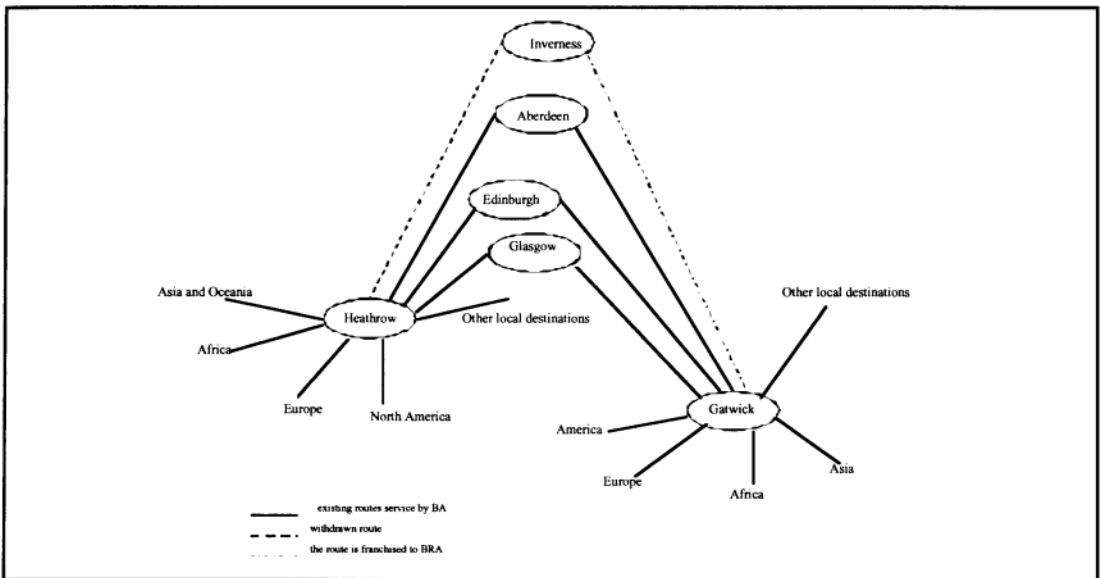 Inverness
Aberdeen
Edinburgh
Glasgow
Asia and Oceania
Other local destinations
Heathrow
Other local destinations
Africa
Europe
North America
Gatwick
America
Asia
Europe
Africa
existing routes service by BA
withdrawn route
the route is franchised to BRA